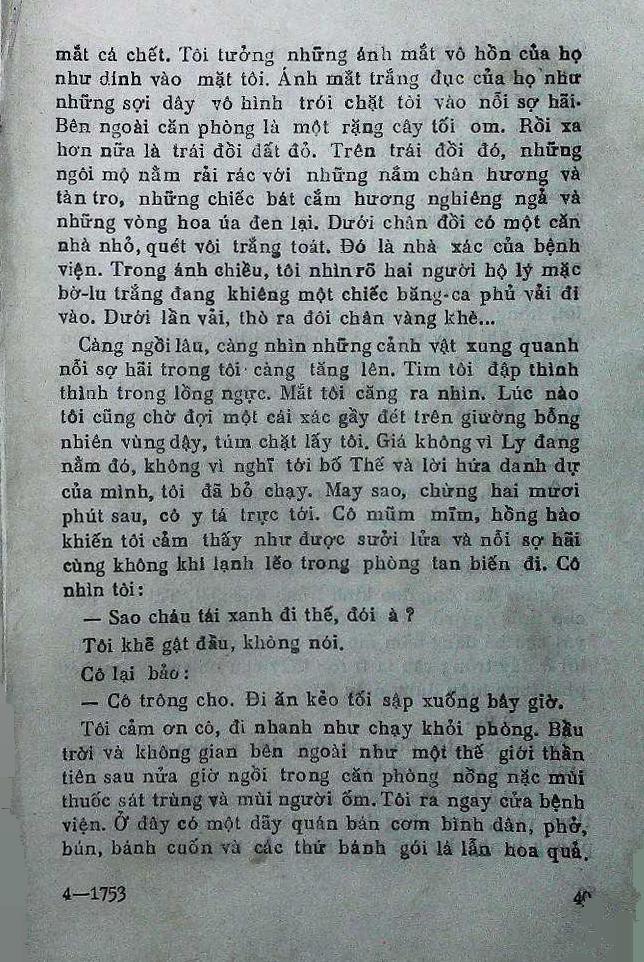 mắt cá chết. Tôi tưởng những ánh mắt vô hồn của họ
như dính vào mặt tôi. Ánh mắt trắng đục của họ như
những sợi dây vô hình trói chặt tôi vào nỗi sợ hãi.
Bên ngoài căn phòng là một rặng cây tối om. Rồi xa
hơn nữa là trái đồi đất đỏ. Trên trái đồi đó, những
ngôi mộ nằm rải rác với những nắm chân hương và
tàn tro, những chiếc bát cắm hương nghiêng ngả và
những vòng hoa úa đen lại. Dưới chân đồi có một căn
nhà nhỏ, quét vôi trắng toát. Đó là nhà xác của bệnh
viện. Trong ánh chiều, tôi nhìn rõ hai người hộ lý mặc
bờ-lu trắng đang khiêng một chiếc băng-ca phủ vải đi
vào. Dưới lần vải, thò ra đôi chân vàng khè...
Càng ngồi lâu, càng nhìn những cảnh vật xung quanh
nỗi sợ hãi trong tôi càng tăng lên. Tim tôi đập thình
thình trong lồng ngực. Mắt tôi căng ra nhìn. Lúc nào
tôi cũng chờ đợi một cái xác gầy đét trên giường bỗng
nhiên vùng dậy, túm chặt lấy tôi. Giá không vì Ly đang
nằm đó, không vì nghĩ tới bố Thế và lời hứa danh dự
của mình, tôi đã bỏ chạy. May sao, chừng hai mươi
phút sau, cô y tá trực tới. Cô mũm mĩm, hồng hào
khiến tôi cảm thấy như được sưởi lửa và nỗi sợ hãi
cùng không khí lạnh lẽo trong phòng tan biến đi. Cô
nhìn tôi:
— Sao cháu tái xanh đi thế, đói à ?
Tôi khẽ gật đầu, không nói.
Cô lại bảo :
— Cô trông cho. Đi ăn kẻo tối sập xuống bây giờ.
Tôi cảm ơn cô, đi nhanh như chạy khỏi phòng. Bầu
trời và không gian bên ngoài như một thế giới thần
tiên sau nửa giờ ngồi trong căn phòng nồng nặc mùi
thuốc sát trùng và mùi người ốm. Tôi ra ngay cửa bệnh
viện. Ở đây có một dãy quán bán cơm bình dân, phở,
bún, bánh cuốn và các thứ bánh gói lá lẫn hoa quả.
4—1753